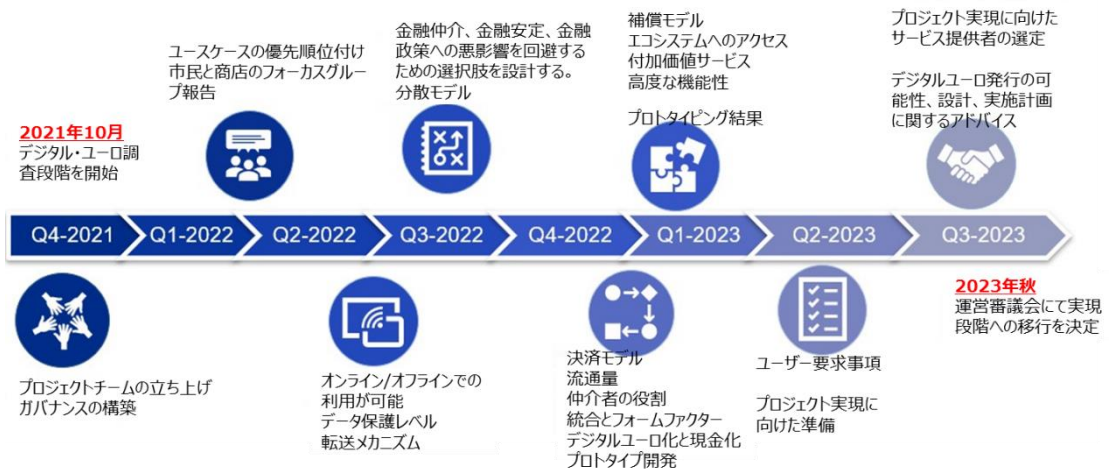 2021年10月
デジタル・ユーロ調
査段階を開始
ユースケースの優先順位付け
市民と商店のフォーカスグルー
プ報告
金融仲介、金融安定、金融
政策への悪影響を回避する
ための選択肢を設計する。
分散モデル
補償モデル
エコシステムへのアクセス
付加価値サービス
高度な機能性
プロトタイピング結果
プロジェクト実現に向けた
サービス提供者の選定
デジタルユーロ発行の可
能性、設計、実施計画
に関するアドバイス
Q4-2021
Q1-2022
Q2-2022
Q3-2022
Q4-2022
Q1-2023
Q2-2023
Q3-2023
プロジェクトチームの立ち上げ
ガバナンスの構築
オンライン/オフラインでの
利用が可能
データ保護レベル
転送メカニズム
決済モデル
流通量
仲介者の役割
統合とフォームファクター
デジタルユーロ化と現金化
プロトタイプ開発
ユーザー要求事項
プロジェクト実現に
向けた準備
2023年秋
運営審議会にて実現
段階への移行を決定